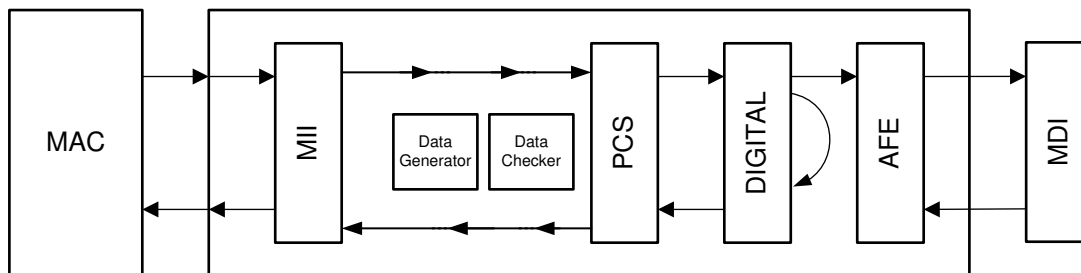 MAC
MII
Data
Generator
Data
Checker
PCS
DIGITAL
AFE
MDI